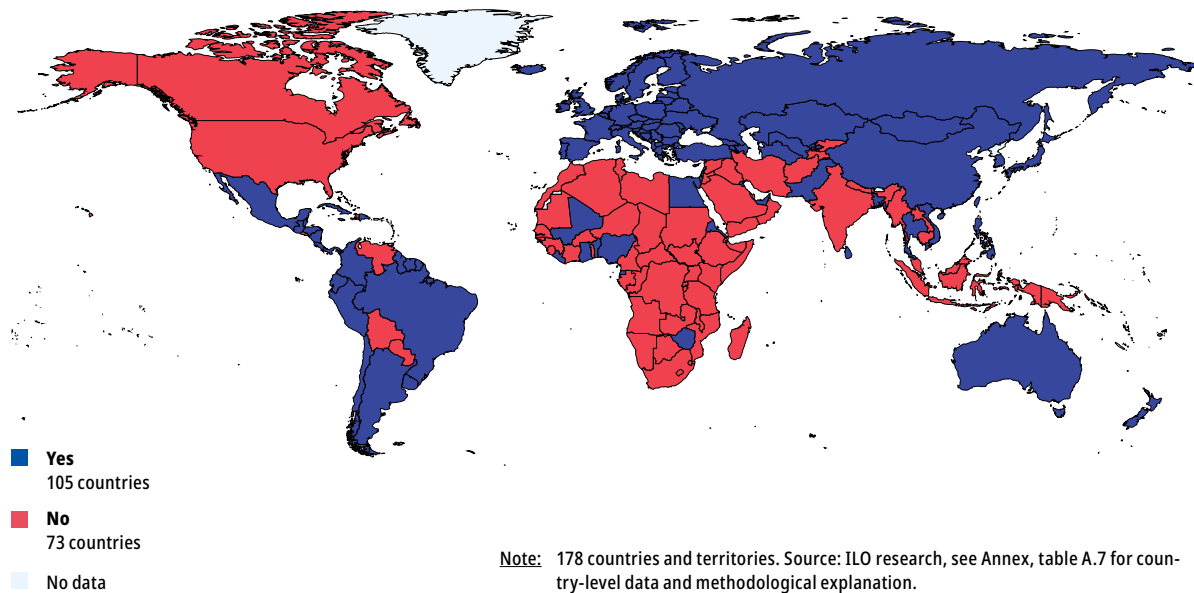 Yes
105 countries
No
73 countries
No data
Note: 178 countries and territories. Source: ILO research, see Annex, table A.7 for coun-
try-level data and methodological explanation.